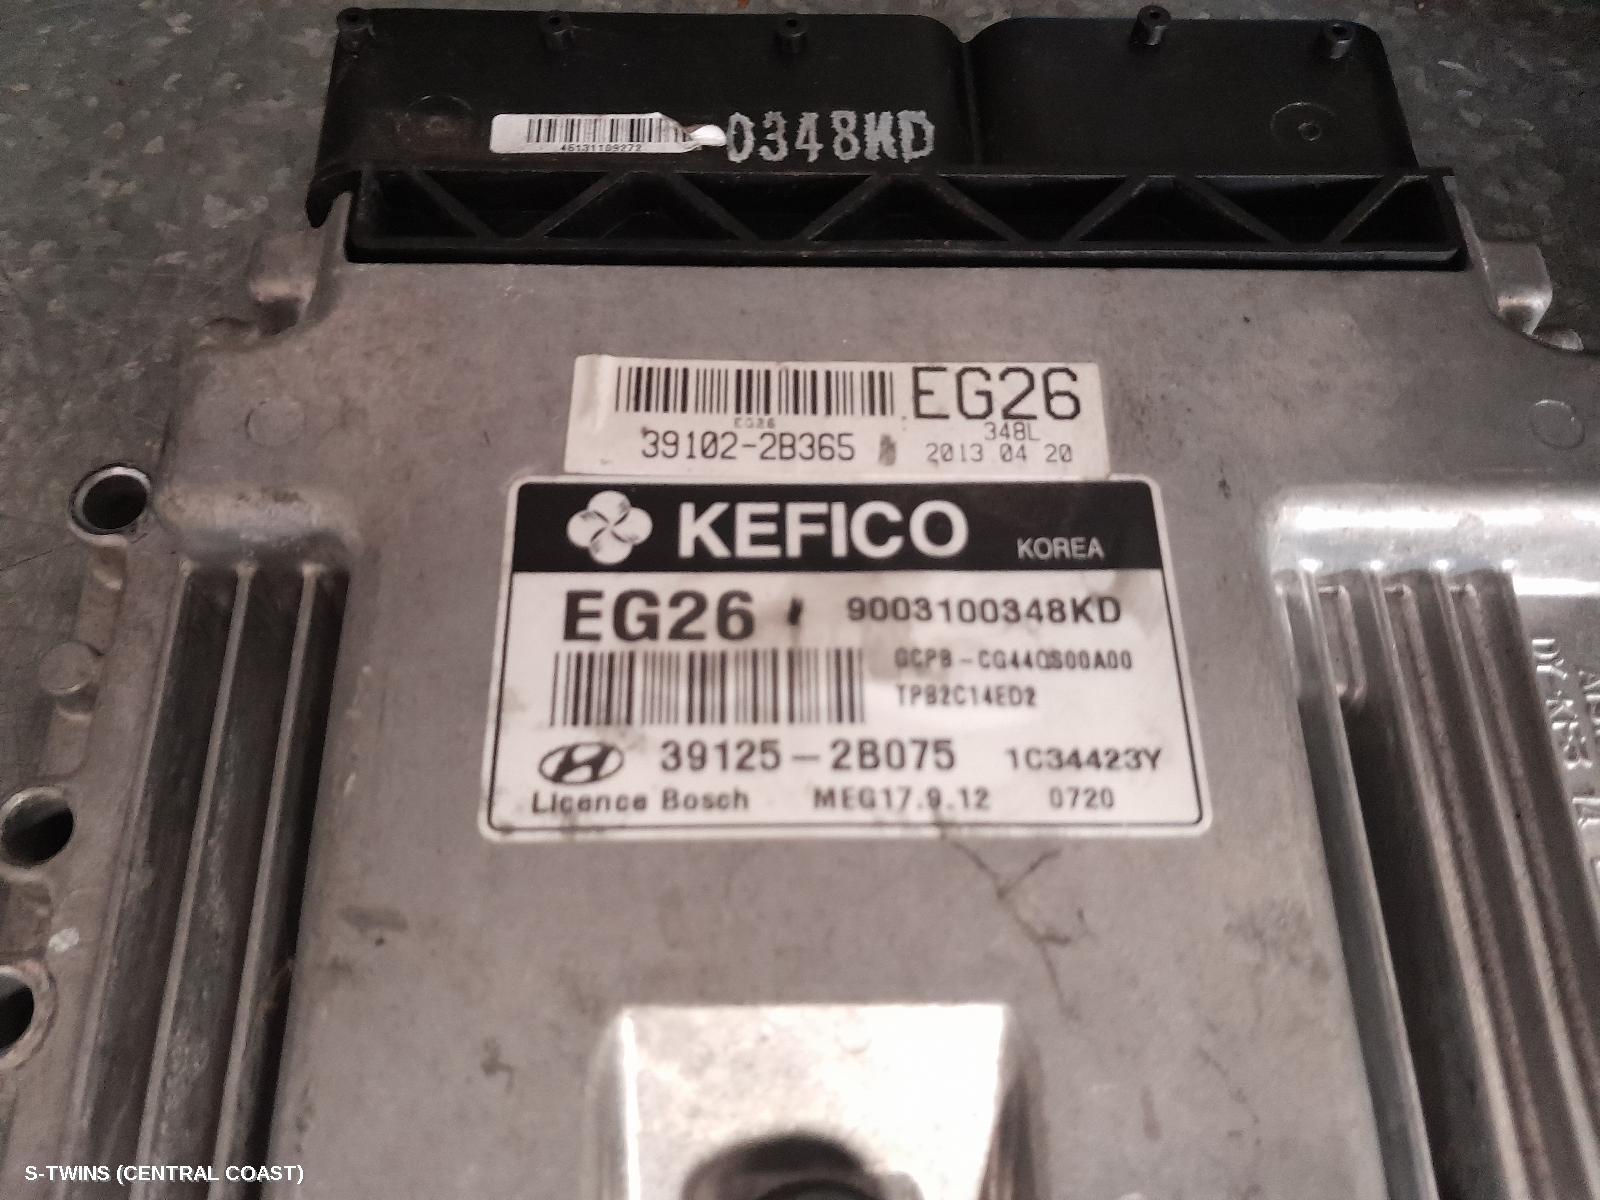 45131109272
0348KD
EG26
EG26
348L
39102-2B365
2013 04 20
KEFICO
KOREA
EG26
9003100348KD
GCPB-CG44QS00A00
TPB2C14ED2
39125-2B075
1C34423Y
Licence Bosch
MEG17.9.12
0720
S-TWINS (CENTRAL COAST)